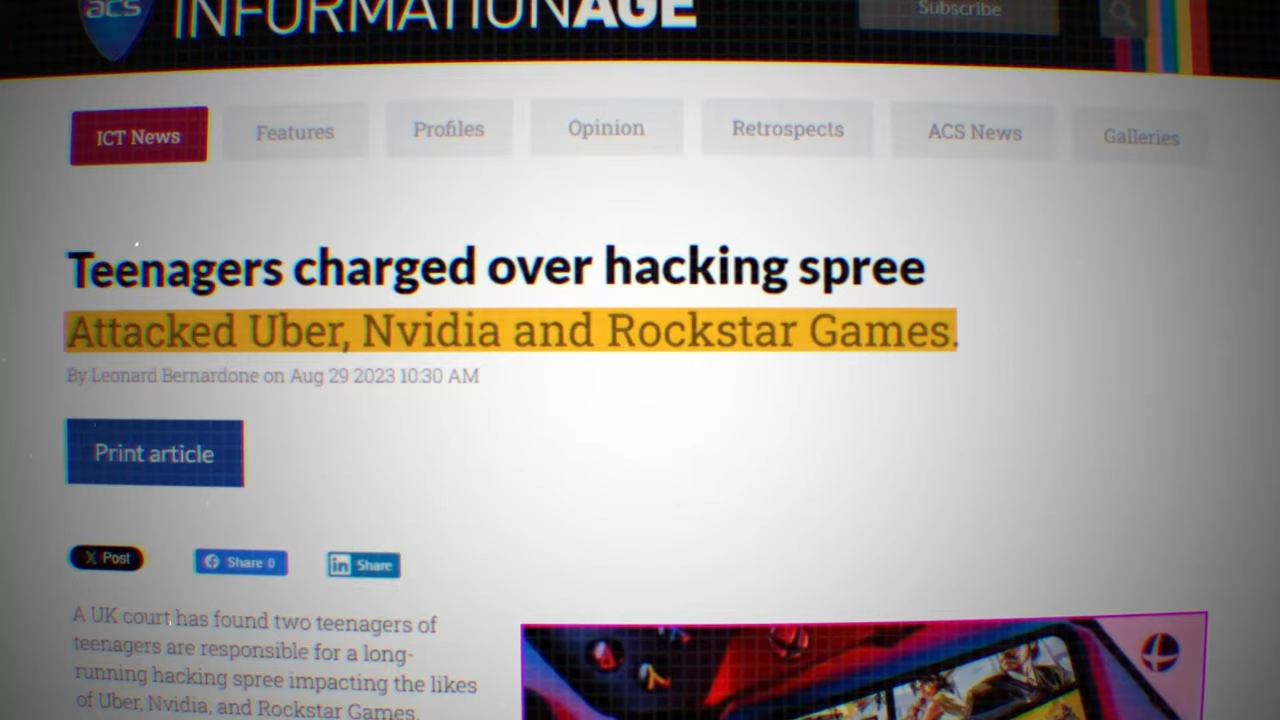 acs INFORMATIONAGE
Subscribe
ICT News Features Profiles Opinion Retrospects ACS News Galleries
Teenagers charged over hacking spree
Attacked Uber, Nvidia and Rockstar Games.
By Leonard Bernardone on Aug 29 2023 10:30 AM
Print article
X Post Share 0 in Share
A UK court has found two teenagers of
teenagers are responsible for a long-
running hacking spree impacting the likes
of Uber, Nvidia, and Rockstar Games.